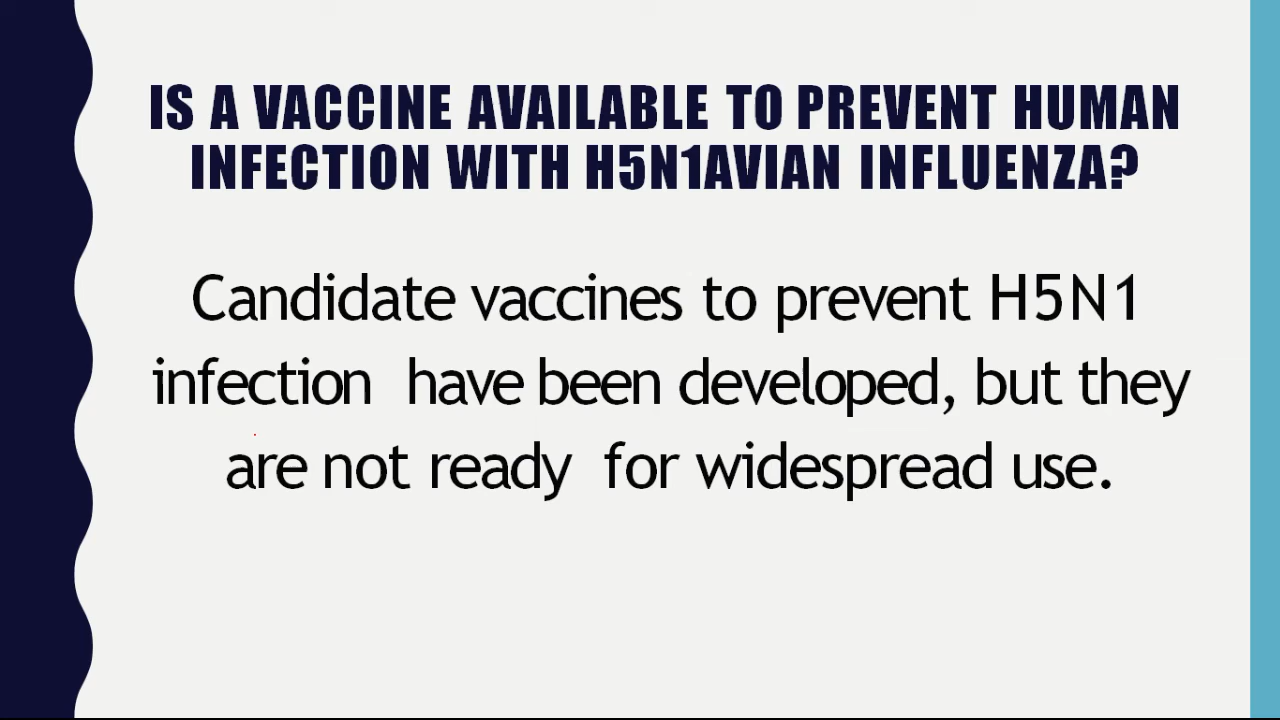 IS A VACCINE AVAILABLE TO PREVENT HUMAN
INFECTION WITH H5N1AVIAN INFLUENZA?
Candidate vaccines to prevent H5N1
infection have been developed, but they
are not ready for widespread use.